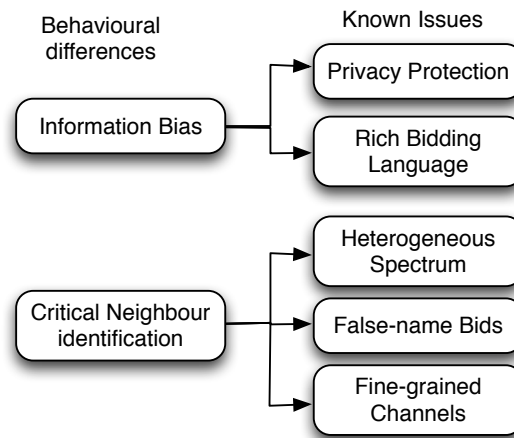 Behavioural
differences
Known Issues
Information Bias
Privacy Protection
Rich Bidding
Language
Critical Neighbour
identification
Heterogeneous
Spectrum
False-name Bids
Fine-grained
Channels